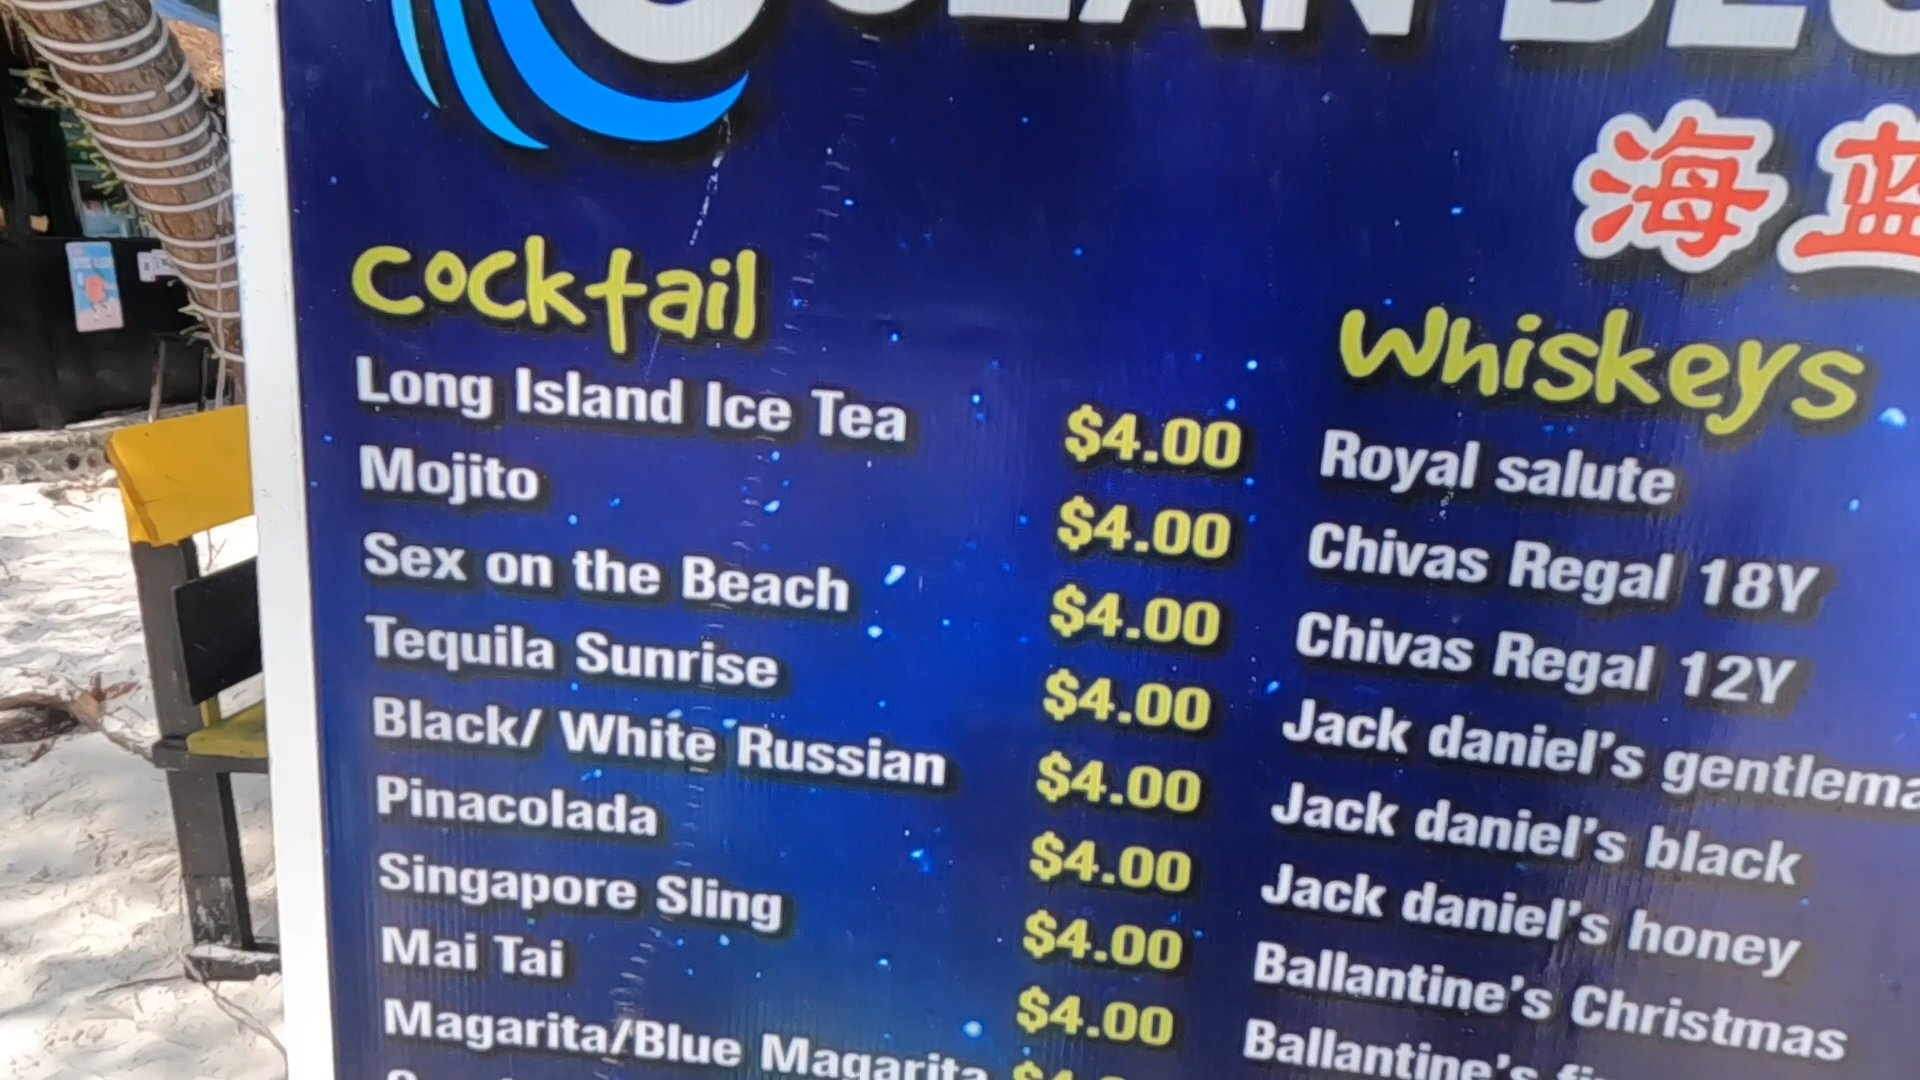 OCEAN
海蓝
Cocktail
Long Island Ice Tea $4.00
Mojito $4.00
Sex on the Beach $4.00
Tequila Sunrise $4.00
Black/ White Russian $4.00
Pinacolada $4.00
Singapore Sling $4.00
Mai Tai $4.00
Magarita/Blue Magarita
Whiskeys
Royal salute
Chivas Regal 18Y
Chivas Regal 12Y
Jack daniel's
Jack daniel's black
Jack daniel's honey
Ballantine's Christmas
Ballantine's